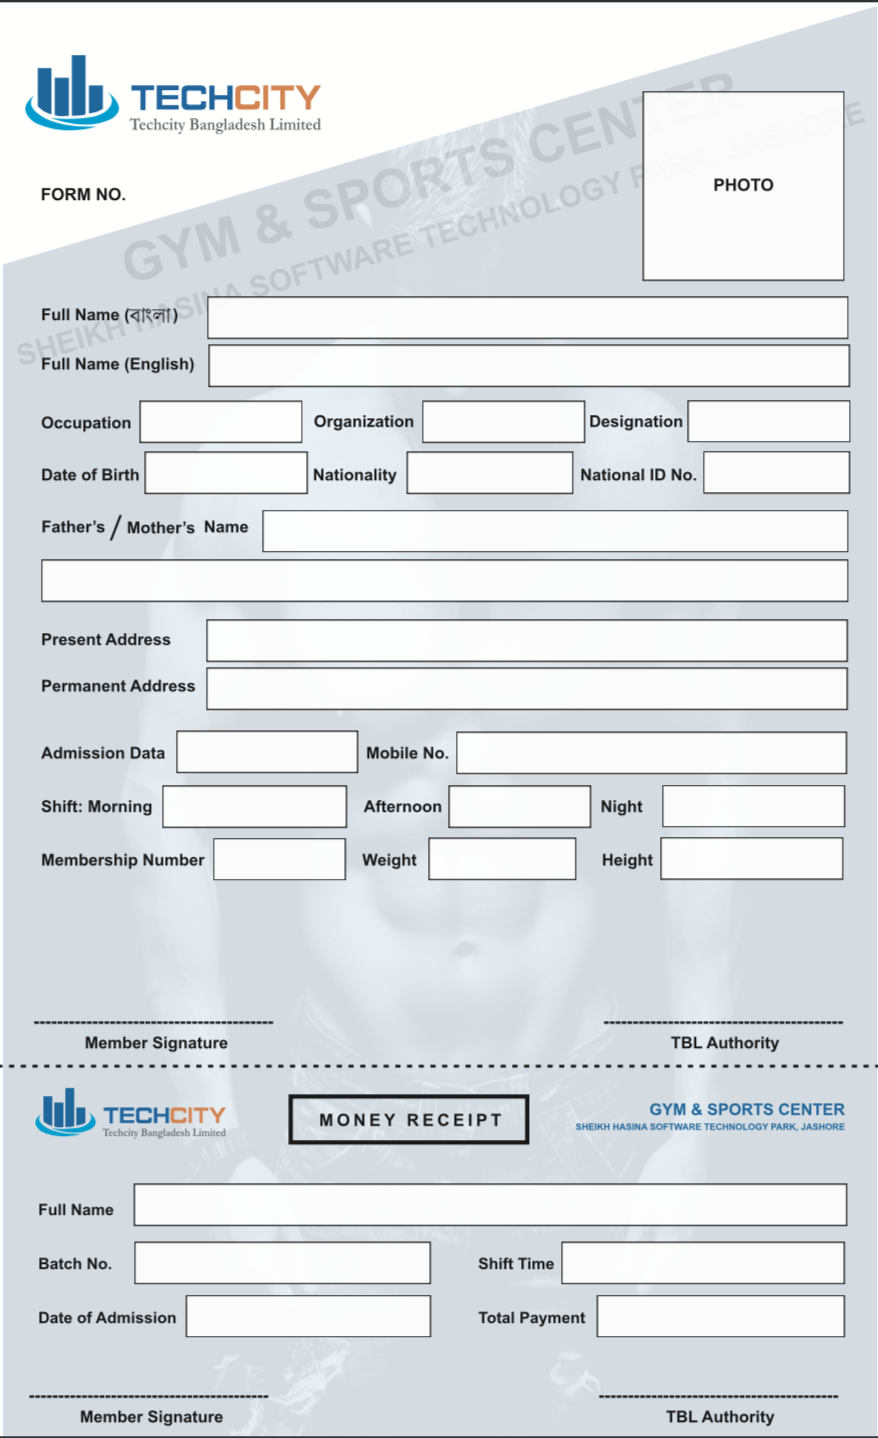 TECHCITY
Techcity Bangladesh Limited
GYM & SPORTS CENTER
SHEIKH HASINA SOFTWARE TECHNOLOGY PARK, JASHORE
FORM NO.
PHOTO
Full Name (বাংলা)
Full Name (English)
Occupation Organization Designation
Date of Birth Nationality National ID No.
Father's / Mother's Name
Present Address
Permanent Address
Admission Data Mobile No.
Shift: Morning Afternoon Night
Membership Number Weight Height
Member Signature TBL Authority
TECHCITY
Techcity Bangladesh Limited
MONEY RECEIPT
GYM & SPORTS CENTER
SHEIKH HASINA SOFTWARE TECHNOLOGY PARK, JASHORE
Full Name
Batch No. Shift Time
Date of Admission Total Payment
Member Signature TBL Authority